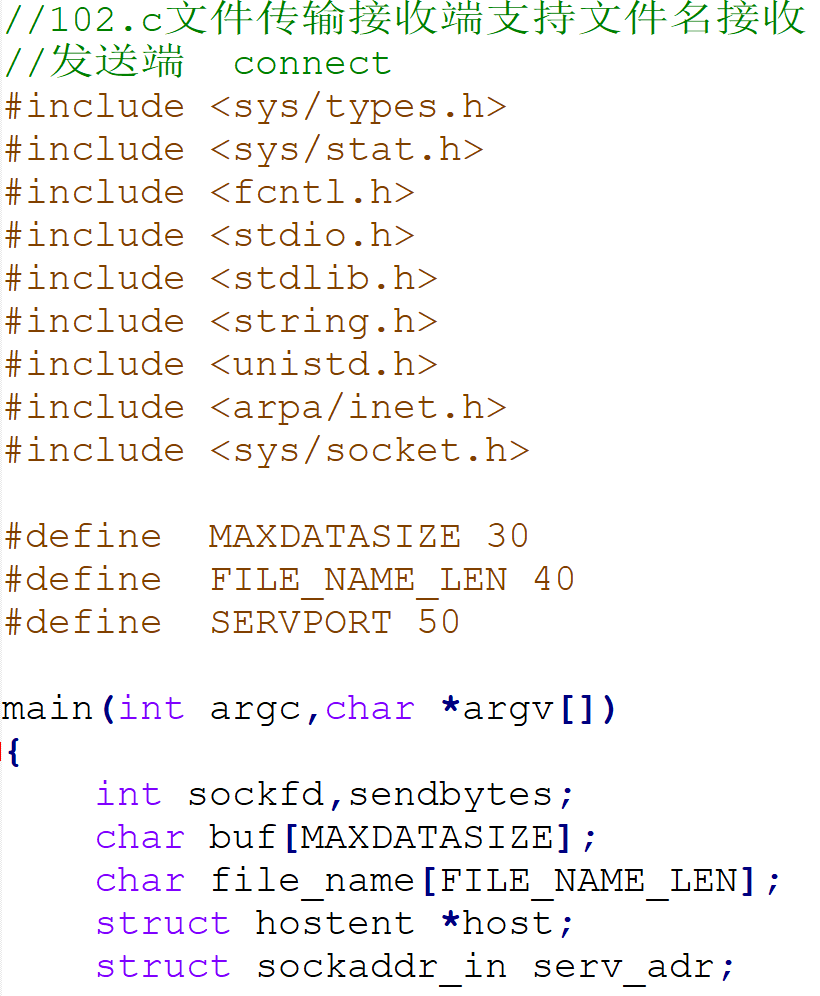 //102.c文件传输接收端支持文件名接收
//发送端  connect
#include <sys/types.h>
#include <sys/stat.h>
#include <fcntl.h>
#include <stdio.h>
#include <stdlib.h>
#include <string.h>
#include <unistd.h>
#include <arpa/inet.h>
#include <sys/socket.h>

#define  MAXDATASIZE 30
#define  FILE_NAME_LEN 40
#define  SERVPORT 50

main(int argc,char *argv[])
{
    int sockfd,sendbytes;
    char buf[MAXDATASIZE];
    char file_name[FILE_NAME_LEN];
    struct hostent *host;
    struct sockaddr_in serv_adr;